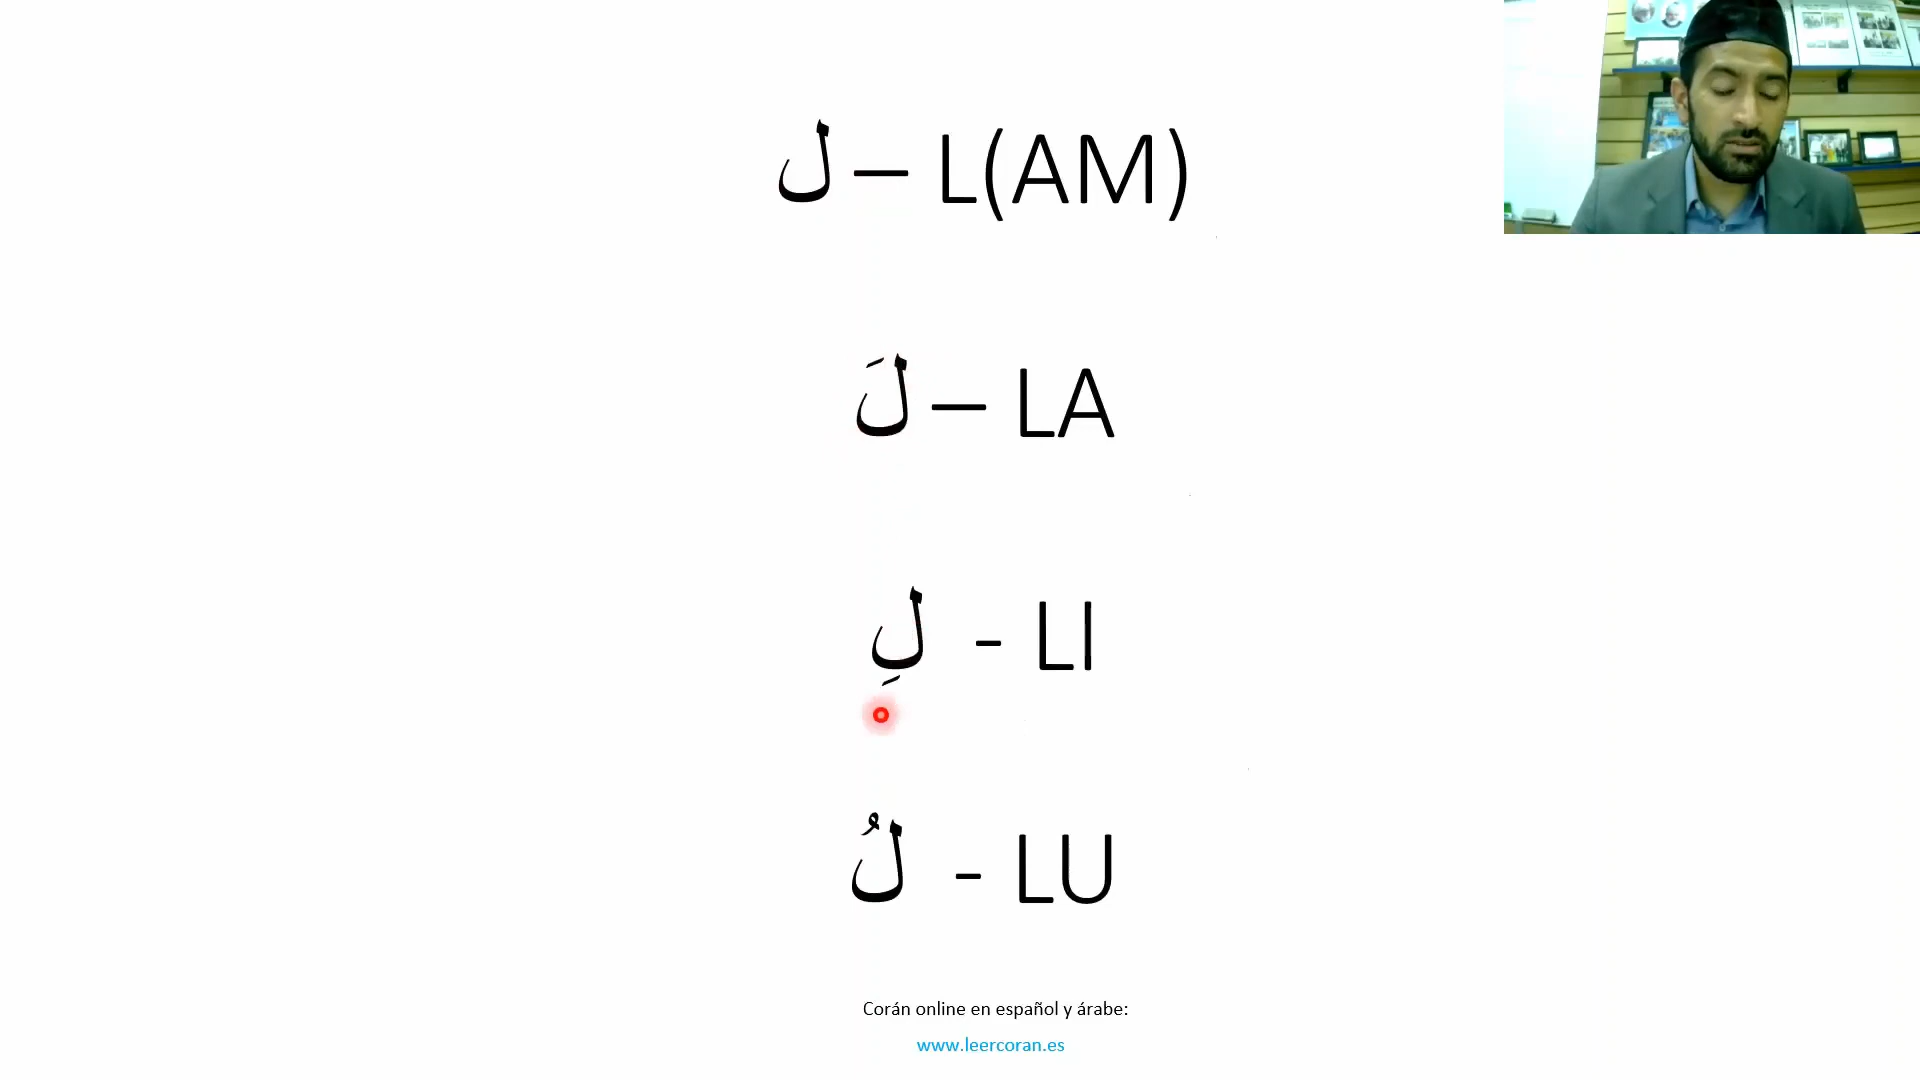 ل – L(AM)
لَ – LA
لِ - LI
لُ - LU
Corán online en español y árabe:
www.leercoran.es